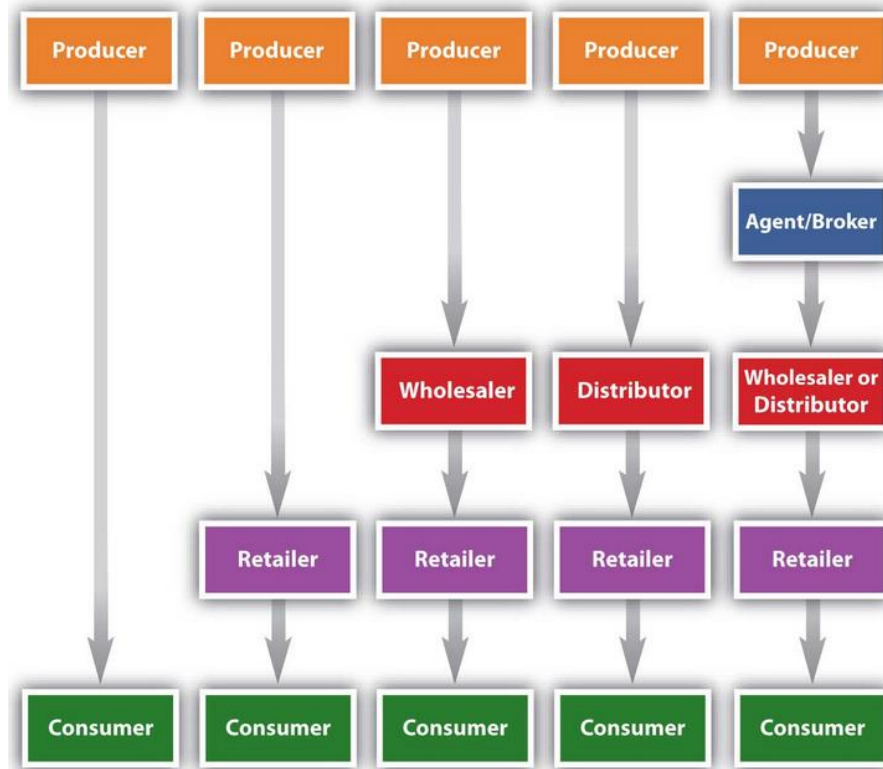 Producer
Producer
Producer
Producer
Producer
Agent/Broker
Wholesaler
Distributor
Wholesaler or
Distributor
Retailer
Retailer
Retailer
Retailer
Consumer
Consumer
Consumer
Consumer
Consumer